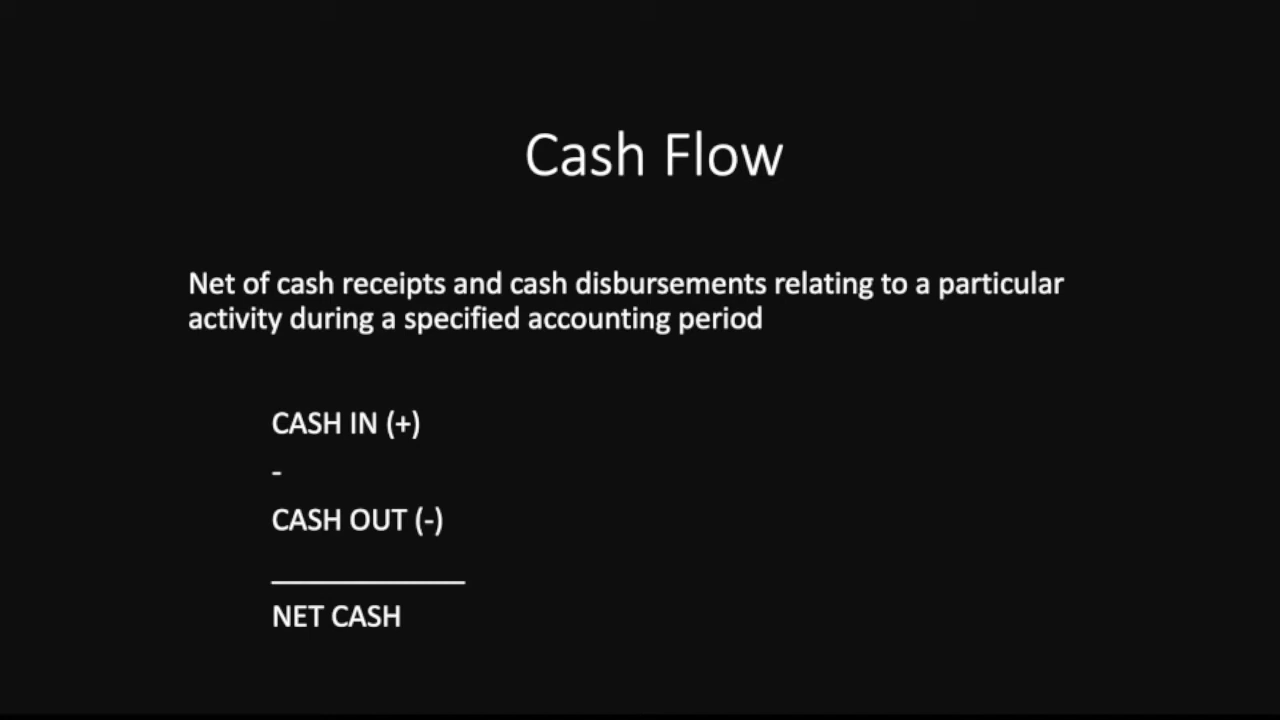 Cash Flow
Net of cash receipts and cash disbursements relating to a particular
activity during a specified accounting period
CASH IN (+)
-
CASH OUT (-)
NET CASH